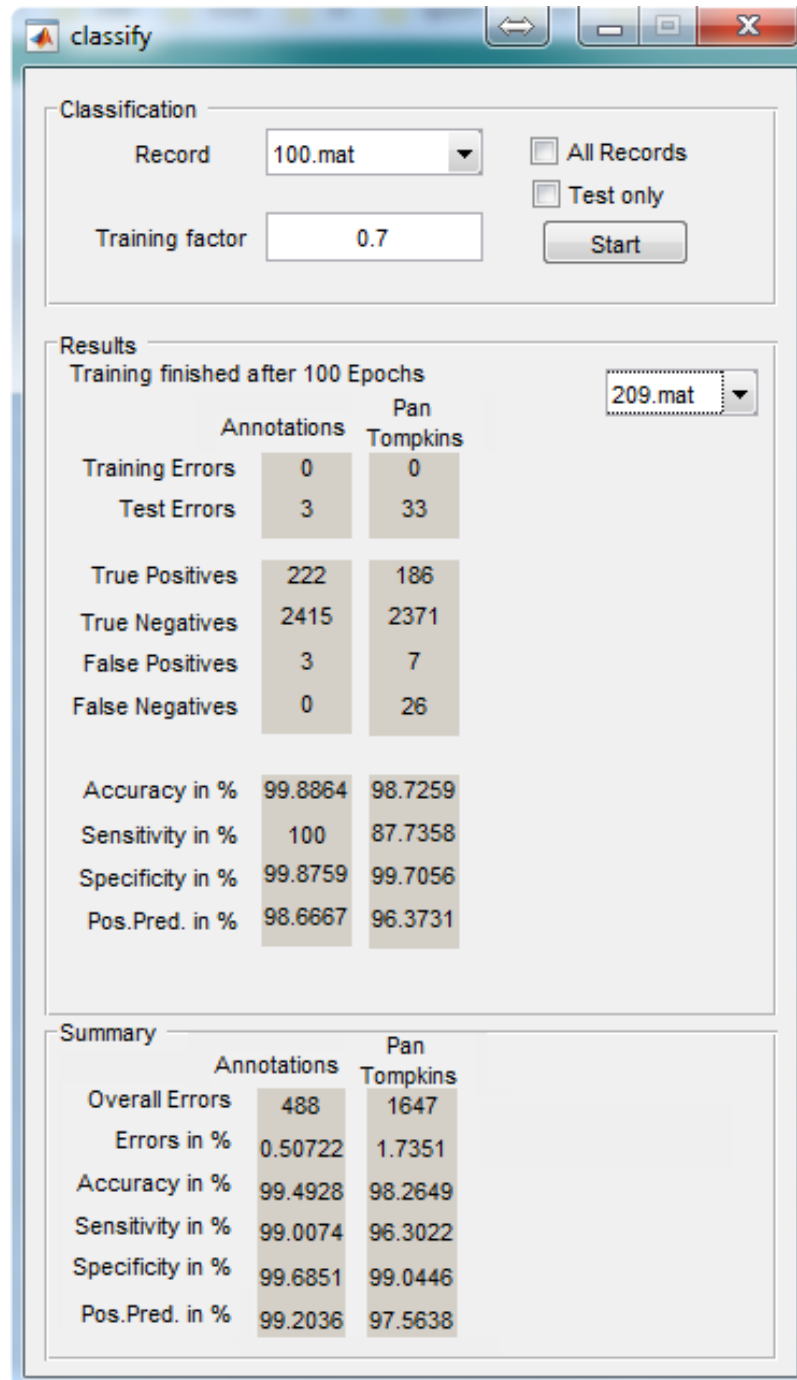 classify
Classification
Record 100.mat All Records
Test only
Training factor 0.7 Start
Results
Training finished after 100 Epochs
209.mat
Annotations Pan Tompkins
Training Errors 0 0
Test Errors 3 33
True Positives 222 186
True Negatives 2415 2371
False Positives 3 7
False Negatives 0 26
Accuracy in % 99.8864 98.7259
Sensitivity in % 100 87.7358
Specificity in % 99.8759 99.7056
Pos.Pred. in % 98.6667 96.3731
Summary
Annotations Pan Tompkins
Overall Errors 488 1647
Errors in % 0.50722 1.7351
Accuracy in % 99.4928 98.2649
Sensitivity in % 99.0074 96.3022
Specificity in % 99.6851 99.0446
Pos.Pred. in % 99.2036 97.5638